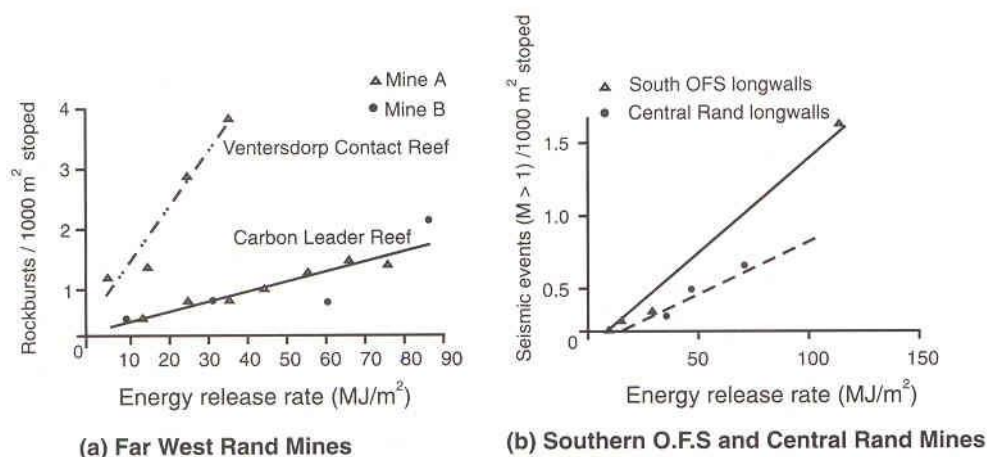 Mine A
Mine B
4
3
2
1
0
Rockbursts / 1000 m² stoped
Ventersdorp Contact Reef
Carbon Leader Reef
10 20 30 40 50 60 70 80 90
Energy release rate (MJ/m²)
(a) Far West Rand Mines
South OFS longwalls
Central Rand longwalls
1.5
1.0
0.5
0
Seismic events (M > 1) /1000 m² stoped
50 100 150
Energy release rate (MJ/m²)
(b) Southern O.F.S and Central Rand Mines